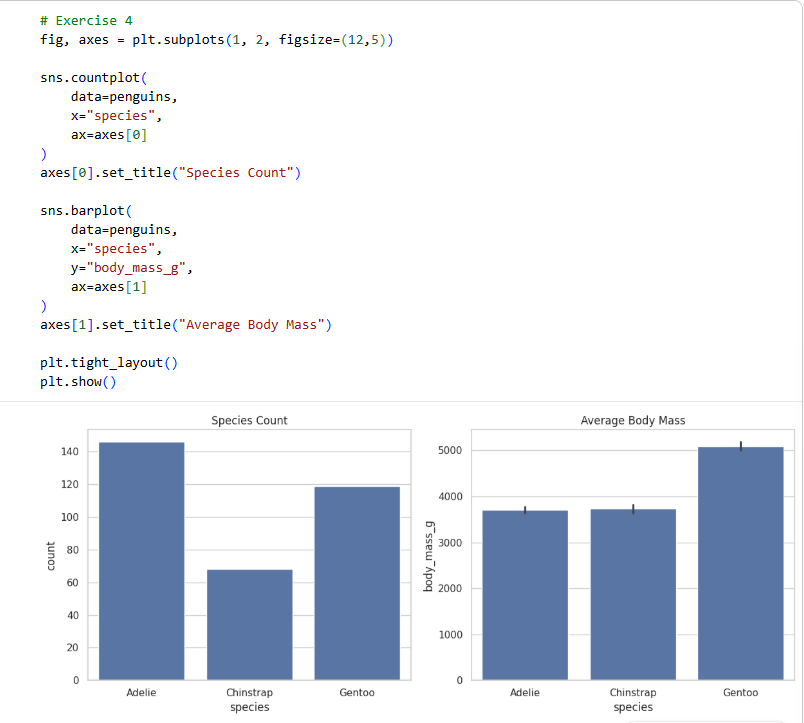 # Exercise 4
fig, axes = plt.subplots(1, 2, figsize=(12,5))
sns.countplot(
    data=penguins,
    x="species",
    ax=axes[0]
)
axes[0].set_title("Species Count")
sns.barplot(
    data=penguins,
    x="species",
    y="body_mass_g",
    ax=axes[1]
)
axes[1].set_title("Average Body Mass")
plt.tight_layout()
plt.show()
Species Count
140
120
100
80
60
40
20
0
count
Adelie Chinstrap Gentoo
species
Average Body Mass
5000
4000
3000
2000
1000
0
body_mass_g
Adelie Chinstrap Gentoo
species